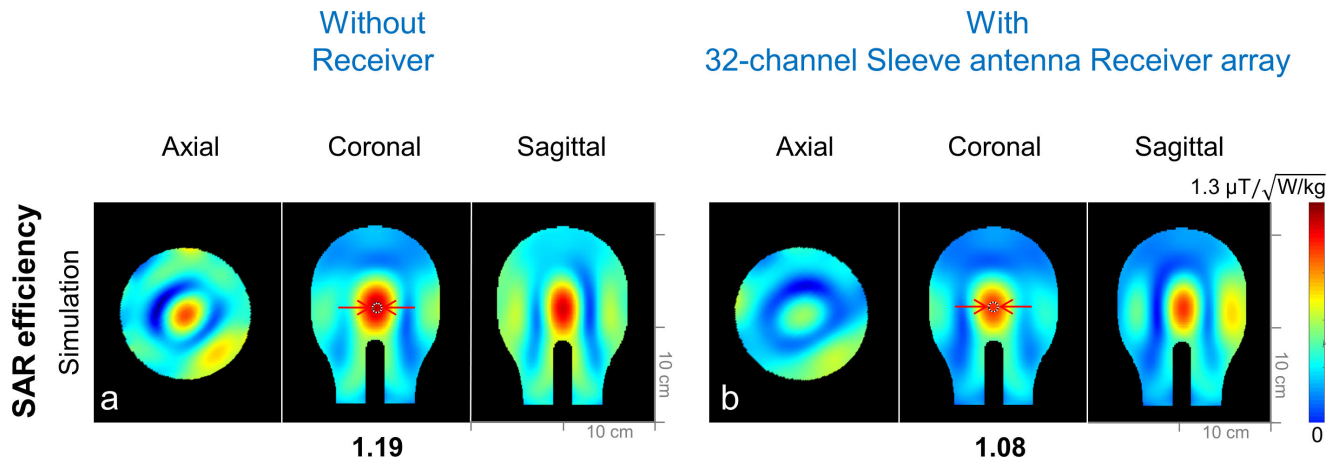 Without
Receiver
With
32-channel Sleeve antenna Receiver array
Axial
Coronal
Sagittal
Axial
Coronal
Sagittal
1.3 µT/√W/kg
SAR efficiency
Simulation
a
10 cm
10 cm
b
10 cm
10 cm
0
1.19
1.08